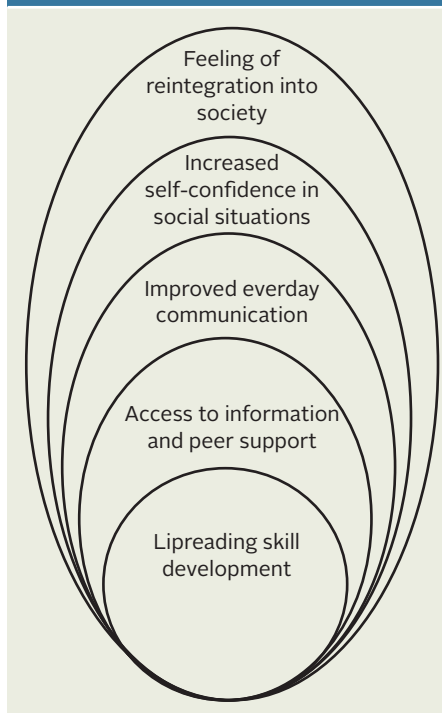 Feeling of
reintegration into
society
Increased
self-confidence in
social situations
Improved everday
communication
Access to information
and peer support
Lipreading skill
development